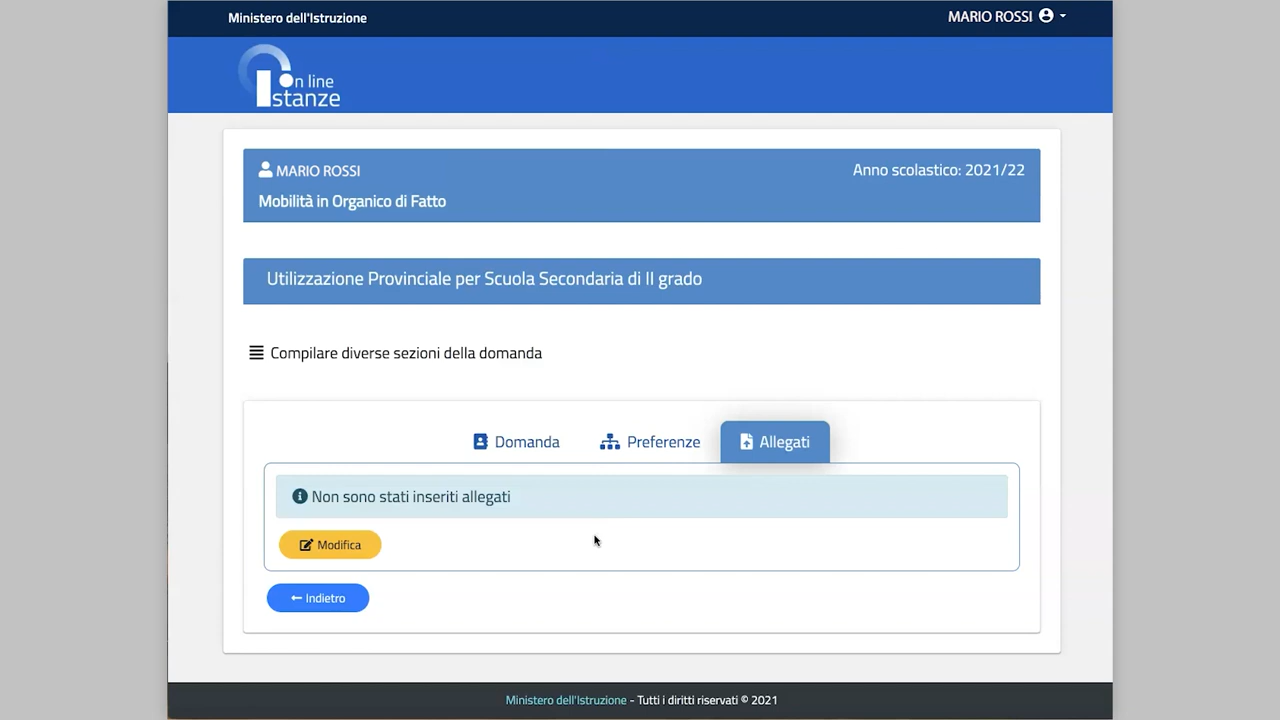 Ministero dell'Istruzione
MARIO ROSSI
On line
Istanze
MARIO ROSSI
Anno scolastico: 2021/22
Mobilità in Organico di Fatto
Utilizzazione Provinciale per Scuola Secondaria di II grado
Compilare diverse sezioni della domanda
Domanda
Preferenze
Allegati
Non sono stati inseriti allegati
Modifica
Indietro
Ministero dell'Istruzione - Tutti i diritti riservati © 2021